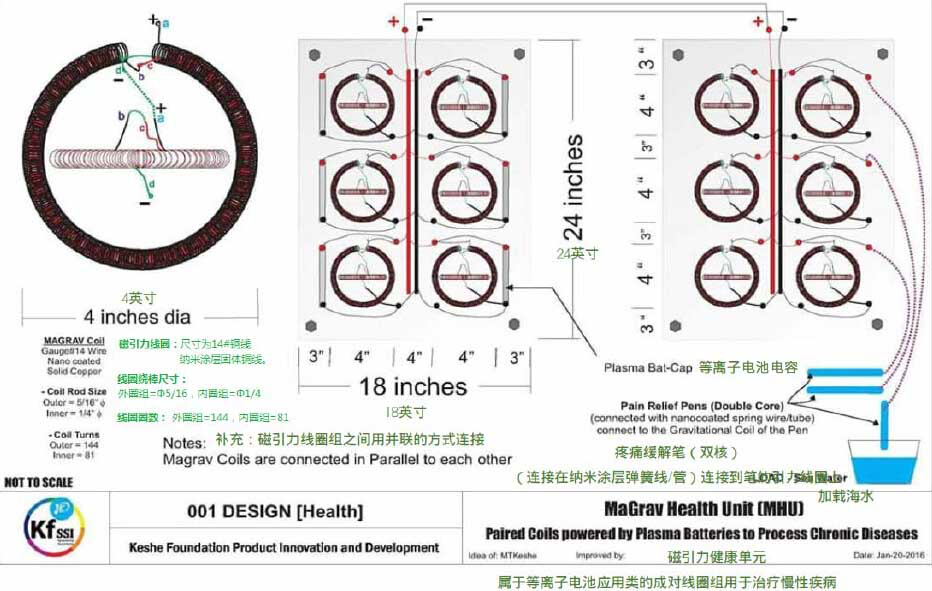 +
a
d
b
c
−
+
a
b
c
d
−
4英寸
4 inches dia
MAGRAV Coil
Gauge#14 Wire
Nano coated
Solid Copper
- Coil Rod Size
Outer = 5/16" ϕ
Inner = 1/4" ϕ
- Coil Turns
Outer = 144
Inner = 81
磁引力线圈：尺寸为14#铜线
纳米涂层固体铜线。
线圆绕棒尺寸：
外圆组=Φ5/16，内圆组=Φ1/4
线圆圆数： 外圆组=144，内圆组=81
NOT TO SCALE
+ −
24 inches
24英寸
3" 4" 4" 4" 3"
18 inches
18英寸
Notes: 补充：磁引力线圈组之间用并联的方式连接
Magrav Coils are connected in Parallel to each other
+ −
3"
4"
3"
4"
3"
4"
3"
Plasma Bat-Cap 等离子电池电容
Pain Relief Pens (Double Core)
(connected with nanocoated spring wire/tube)
connect to the Gravitational Coil of the Pen
疼痛缓解笔（双核）
（连接在纳米涂层弹簧线/管）连接到笔的引力线圈上
Water
加载海水
Kf SSI
001 DESIGN [Health]
Keshe Foundation Product Innovation and Development
MaGrav Health Unit (MHU)
Paired Coils powered by Plasma Batteries to Process Chronic Diseases
Idea of: MTKeshe Improved by: Date: Jan-20-2016
磁引力健康单元
属于等离子电池应用类的成对线圈组用于治疗慢性疾病